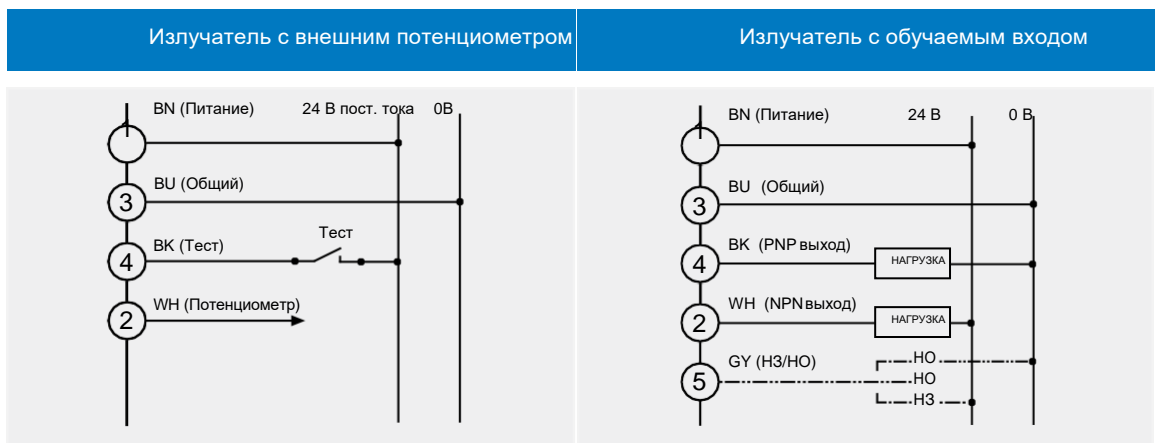 Излучатель с внешним потенциометром
Излучатель с обучаемым входом
BN (Питание) 24 В пост. тока 0В
1
BU (Общий)
3
Тест
BK (Тест)
4
WH (Потенциометр)
2
BN (Питание) 24 В 0 В
1
BU (Общий)
3
BK (PNP выход)
4
НАГРУЗКА
WH (NPN выход)
2
НАГРУЗКА
GY (НЗ/НО)
5
НО
НО
НЗ